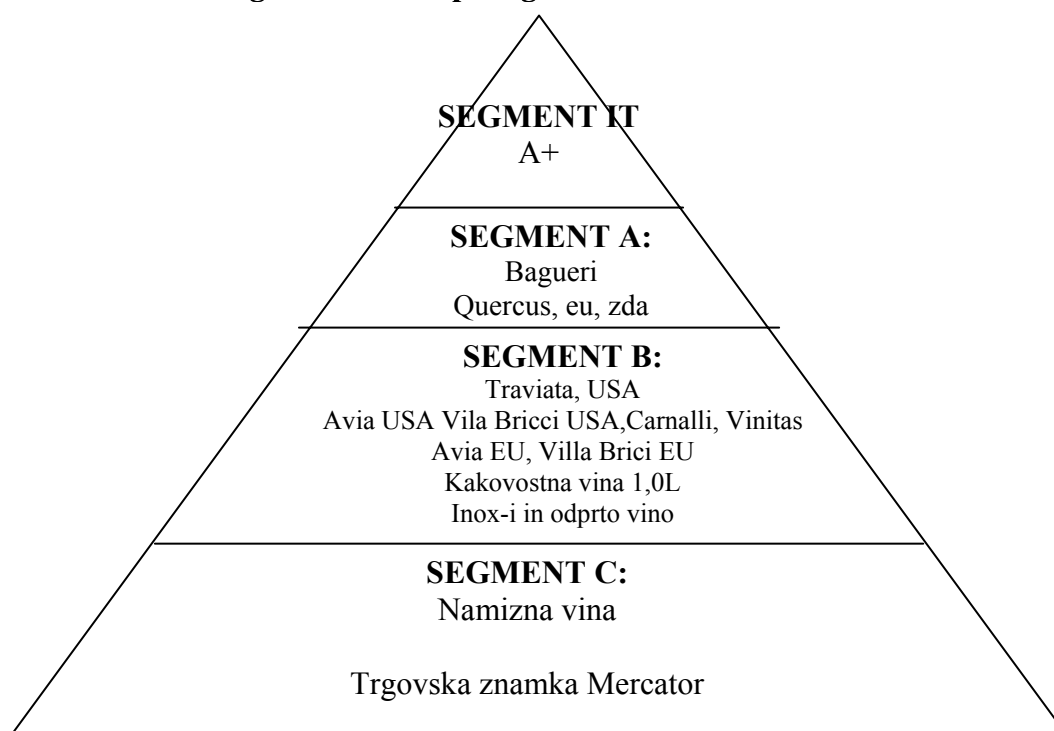 SEGMENT IT
A+
SEGMENT A:
Bagueri
Quercus, eu, zda
SEGMENT B:
Traviata, USA
Avia USA Vila Bricci USA,Carnalli, Vinitas
Avia EU, Villa Brici EU
Kakovostna vina 1,0L
Inox-i in odprto vino
SEGMENT C:
Namizna vina
Trgovska znamka Mercator